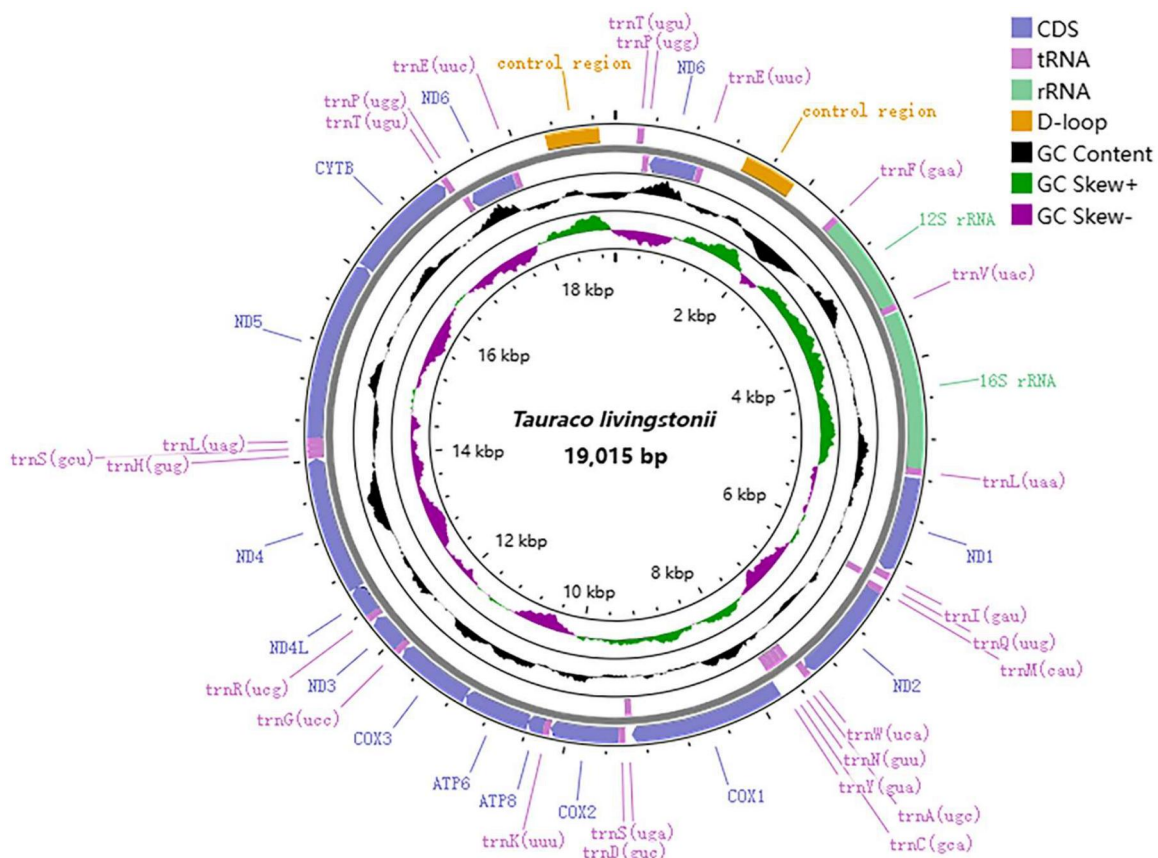 trnT(ugu)
trnP(ugg)
ND6
trnE(uuc)
control region
trnF(gaa)
12S rRNA
trnV(uac)
16S rRNA
trnL(uaa)
ND1
trnI(gau)
trnQ(uug)
trnM(cau)
ND2
trnW(uca)
trnN(guu)
trnY(gua)
trnA(ugc)
trnC(gca)
COX1
trnS(uga)
trnD(guc)
COX2
trnK(uuu)
ATP8
ATP6
COX3
trnG(ucc)
ND3
trnR(ucg)
ND4L
ND4
trnS(gcu)
trnH(gug)
trnL(uag)
ND5
CYTB
trnT(ugu)
trnP(ugg)
ND6
trnE(uuc)
control region
CDS
tRNA
rRNA
D-loop
GC Content
GC Skew+
GC Skew-
2 kbp
4 kbp
6 kbp
8 kbp
10 kbp
12 kbp
14 kbp
16 kbp
18 kbp
Tauraco livingstonii
19,015 bp